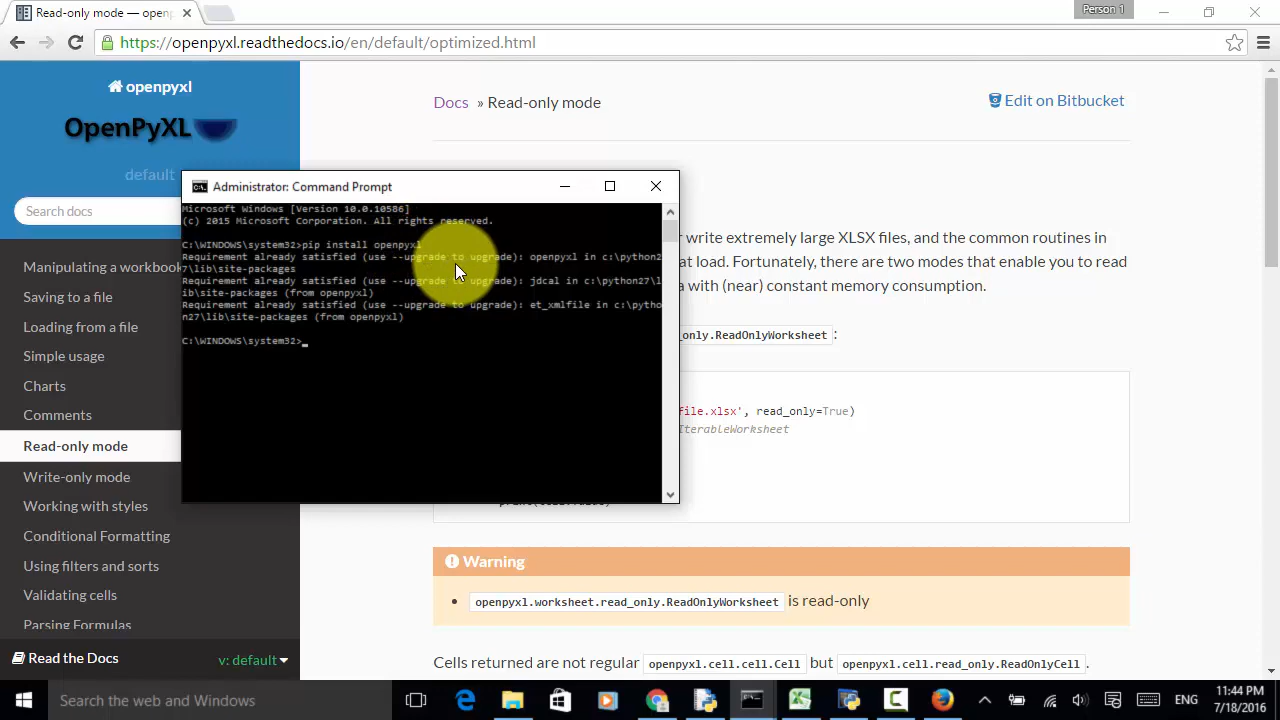 Read-only mode — openp
Person 1
https://openpyxl.readthedocs.io/en/default/optimized.html
openpyxl
OpenPyXL
default
Search docs
Manipulating a workbook
Saving to a file
Loading from a file
Simple usage
Charts
Comments
Read-only mode
Write-only mode
Working with styles
Conditional Formatting
Using filters and sorts
Validating cells
Parsing Formulas
Read the Docs
v: default
Docs » Read-only mode
Edit on Bitbucket
r write extremely large XLSX files, and the common routines in
at load. Fortunately, there are two modes that enable you to read
a with (near) constant memory consumption.
only.ReadOnlyWorksheet :
file.xlsx', read_only=True)
IterableWorksheet
Warning
openpyxl.worksheet.read_only.ReadOnlyWorksheet is read-only
Cells returned are not regular openpyxl.cell.cell.Cell but openpyxl.cell.read_only.ReadOnlyCell.
Administrator: Command Prompt
Microsoft Windows [Version 10.0.10586]
(c) 2015 Microsoft Corporation. All rights reserved.
C:\WINDOWS\system32>pip install openpyxl
Requirement already satisfied (use --upgrade to upgrade): openpyxl in c:\python2
7\lib\site-packages
Requirement already satisfied (use --upgrade to upgrade): jdcal in c:\python27\l
ib\site-packages (from openpyxl)
Requirement already satisfied (use --upgrade to upgrade): et_xmlfile in c:\pytho
n27\lib\site-packages (from openpyxl)
C:\WINDOWS\system32>
Search the web and Windows
ENG
11:44 PM
7/18/2016